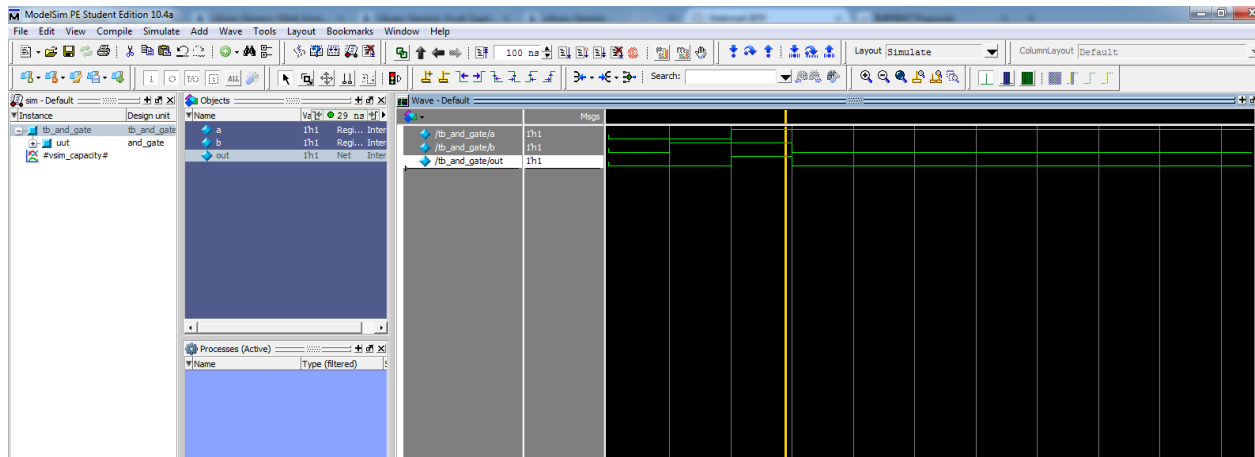 ModelSim PE Student Edition 10.4a
File Edit View Compile Simulate Add Wave Tools Layout Bookmarks Window Help
100 ns
Layout Simulate
ColumnLayout Default
Search:
sim - Default
Instance Design unit
tb_and_gate tb_and_gate
uut and_gate
#vsim_capacity#
Objects
Name 29 ns
a 1'h1 Regi... Inter
b 1'h1 Regi... Inter
out 1'h1 Net Inter
Processes (Active)
Name Type (filtered)
Wave - Default
Msgs
/tb_and_gate/a 1'h1
/tb_and_gate/b 1'h1
/tb_and_gate/out 1'h1